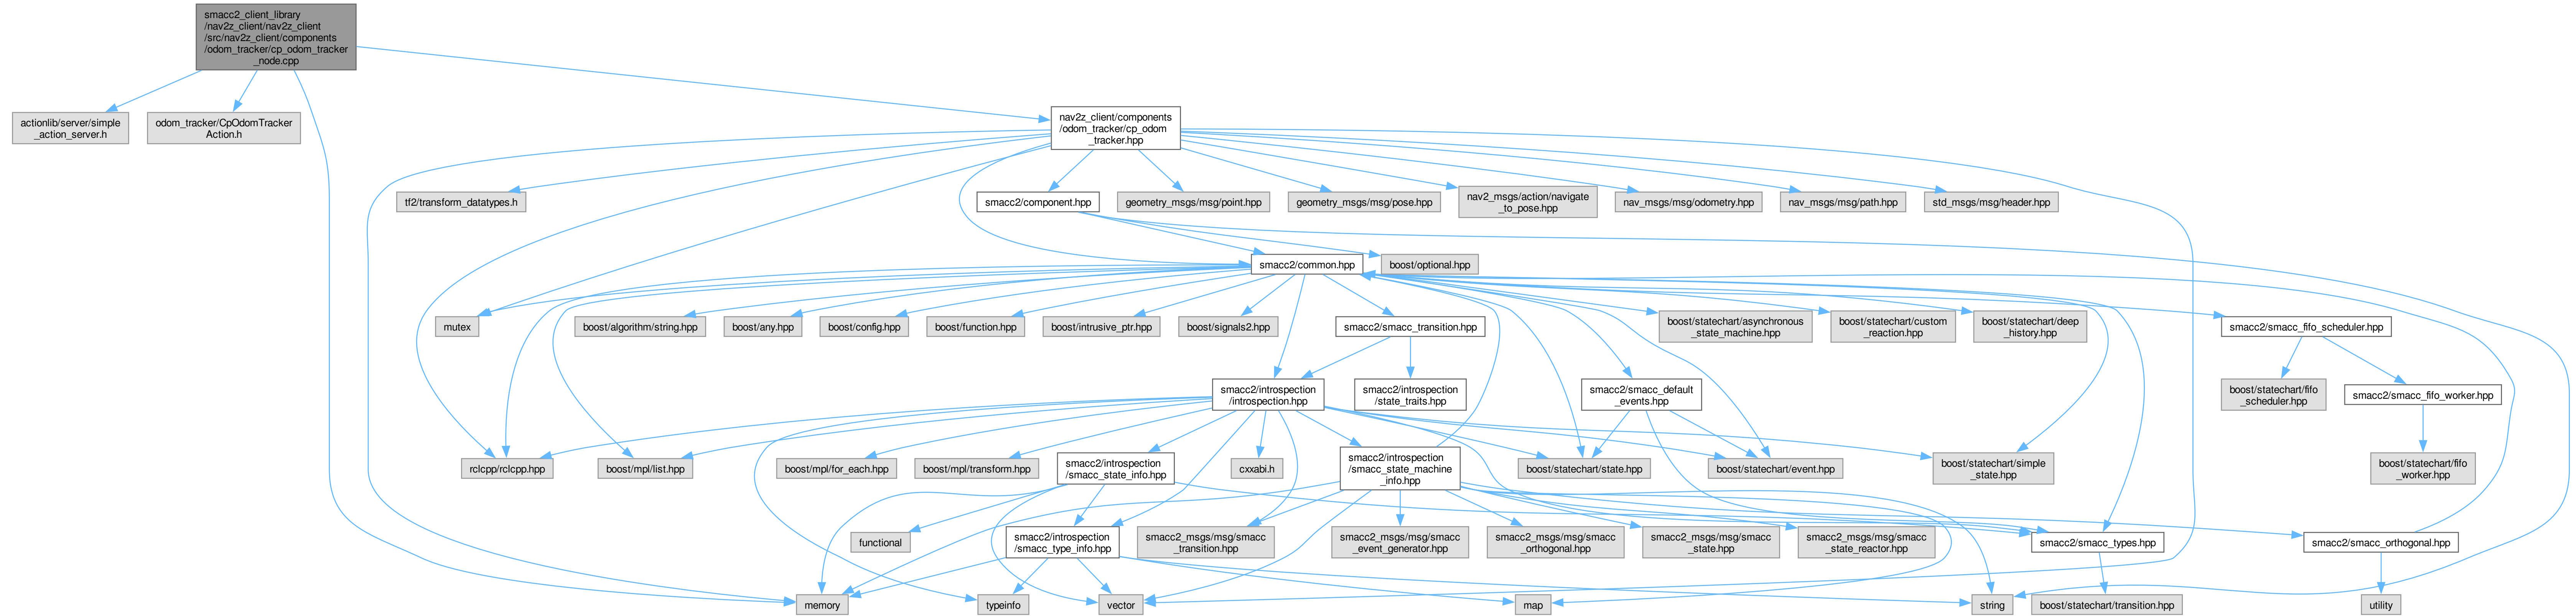 smacc2_client_library
/nav2z_client/nav2z_client
/src/nav2z_client/components
/odom_tracker/cp_odom_tracker
_node.cpp
actionlib/server/simple
_action_server.h
odom_tracker/CpOdomTracker
Action.h
nav2z_client/components
/odom_tracker/cp_odom
_tracker.hpp
tf2/transform_datatypes.h
smacc2/component.hpp
geometry_msgs/msg/point.hpp
geometry_msgs/msg/pose.hpp
nav2_msgs/action/navigate
_to_pose.hpp
nav_msgs/msg/odometry.hpp
nav_msgs/msg/path.hpp
std_msgs/msg/header.hpp
smacc2/common.hpp
boost/optional.hpp
mutex
boost/algorithm/string.hpp
boost/any.hpp
boost/config.hpp
boost/function.hpp
boost/intrusive_ptr.hpp
boost/signals2.hpp
smacc2/smacc_transition.hpp
boost/statechart/asynchronous
_state_machine.hpp
boost/statechart/custom
_reaction.hpp
boost/statechart/deep
_history.hpp
smacc2/smacc_fifo_scheduler.hpp
smacc2/introspection
/introspection.hpp
smacc2/introspection
/state_traits.hpp
smacc2/smacc_default
_events.hpp
boost/statechart/fifo
_scheduler.hpp
smacc2/smacc_fifo_worker.hpp
rclcpp/rclcpp.hpp
boost/mpl/list.hpp
boost/mpl/for_each.hpp
boost/mpl/transform.hpp
smacc2/introspection
/smacc_state_info.hpp
cxxabi.h
smacc2/introspection
/smacc_state_machine
_info.hpp
boost/statechart/state.hpp
boost/statechart/event.hpp
boost/statechart/simple
_state.hpp
boost/statechart/fifo
_worker.hpp
functional
smacc2/introspection
/smacc_type_info.hpp
smacc2_msgs/msg/smacc
_transition.hpp
smacc2_msgs/msg/smacc
_event_generator.hpp
smacc2_msgs/msg/smacc
_orthogonal.hpp
smacc2_msgs/msg/smacc
_state.hpp
smacc2_msgs/msg/smacc
_state_reactor.hpp
smacc2/smacc_types.hpp
smacc2/smacc_orthogonal.hpp
memory
typeinfo
vector
map
string
boost/statechart/transition.hpp
utility